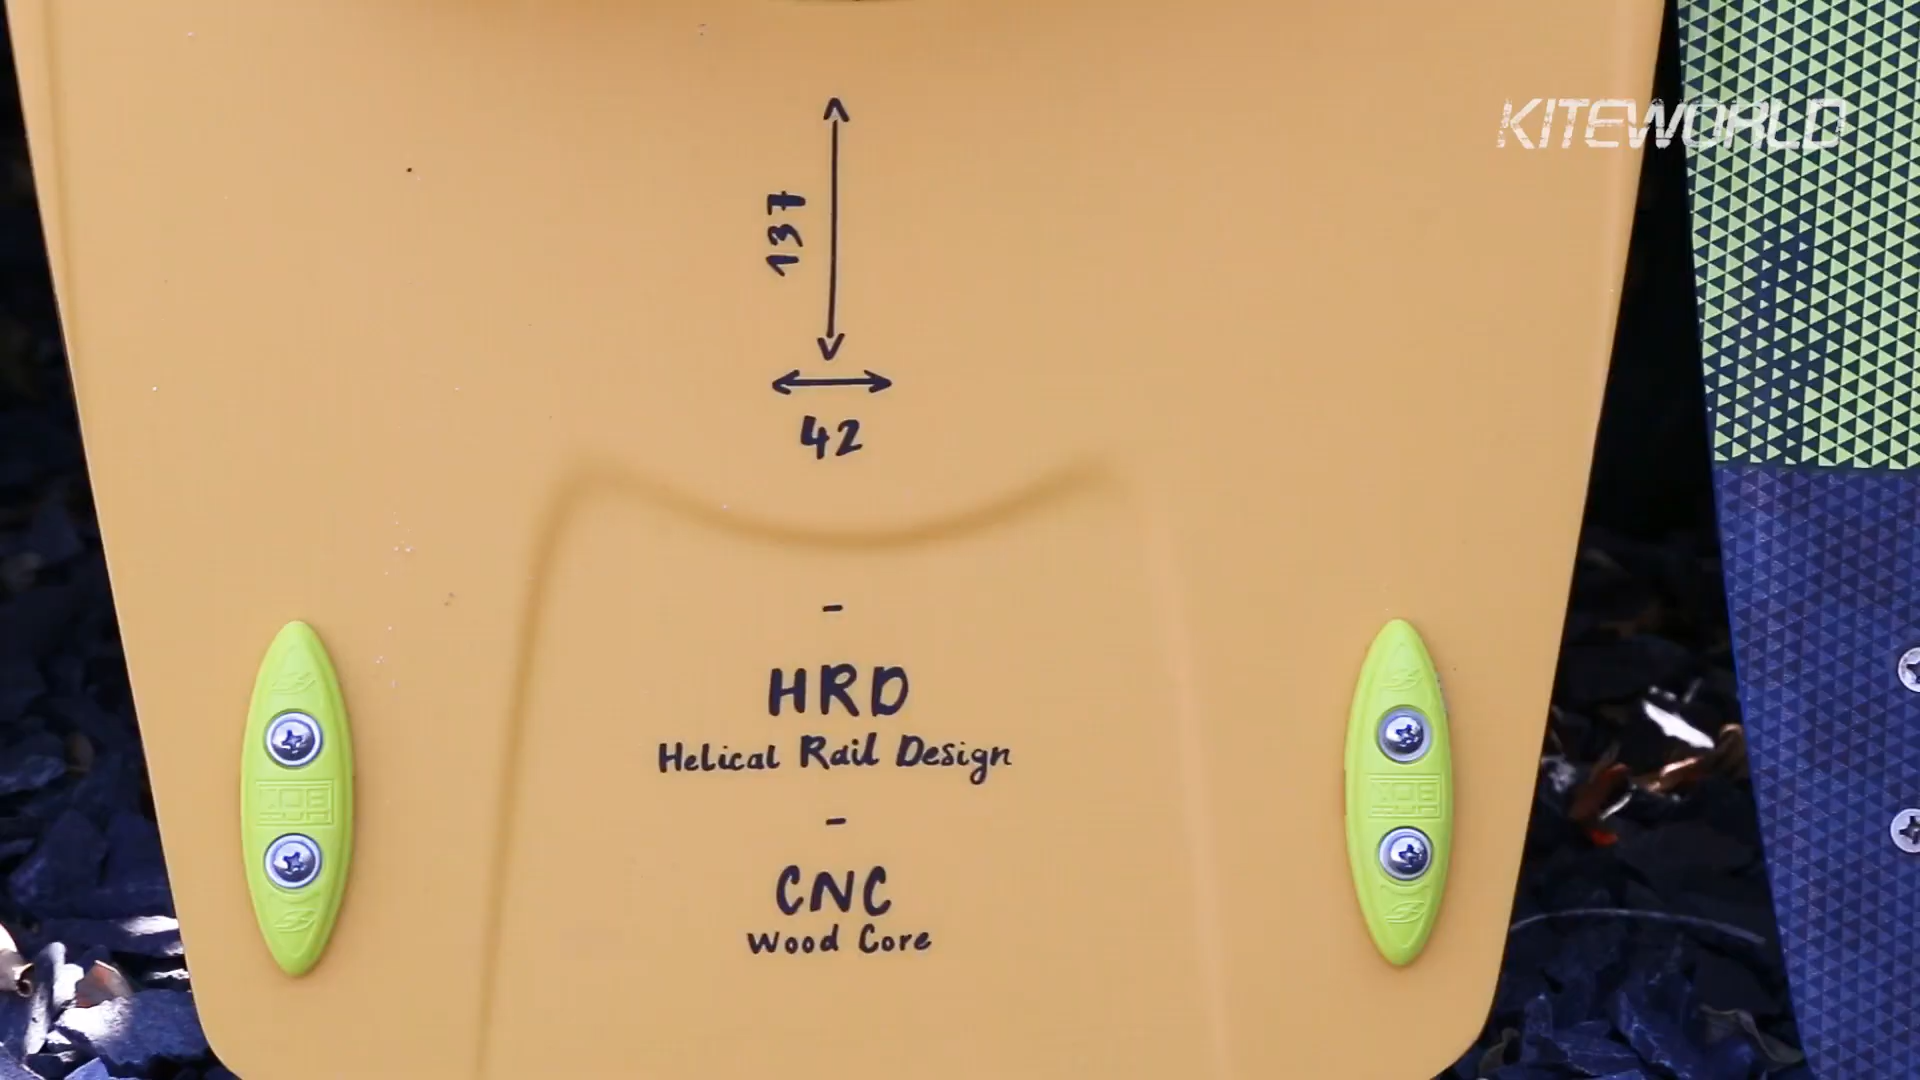 KITEWORLD
137
42
-
HRD
Helical Rail Design
-
CNC
Wood Core